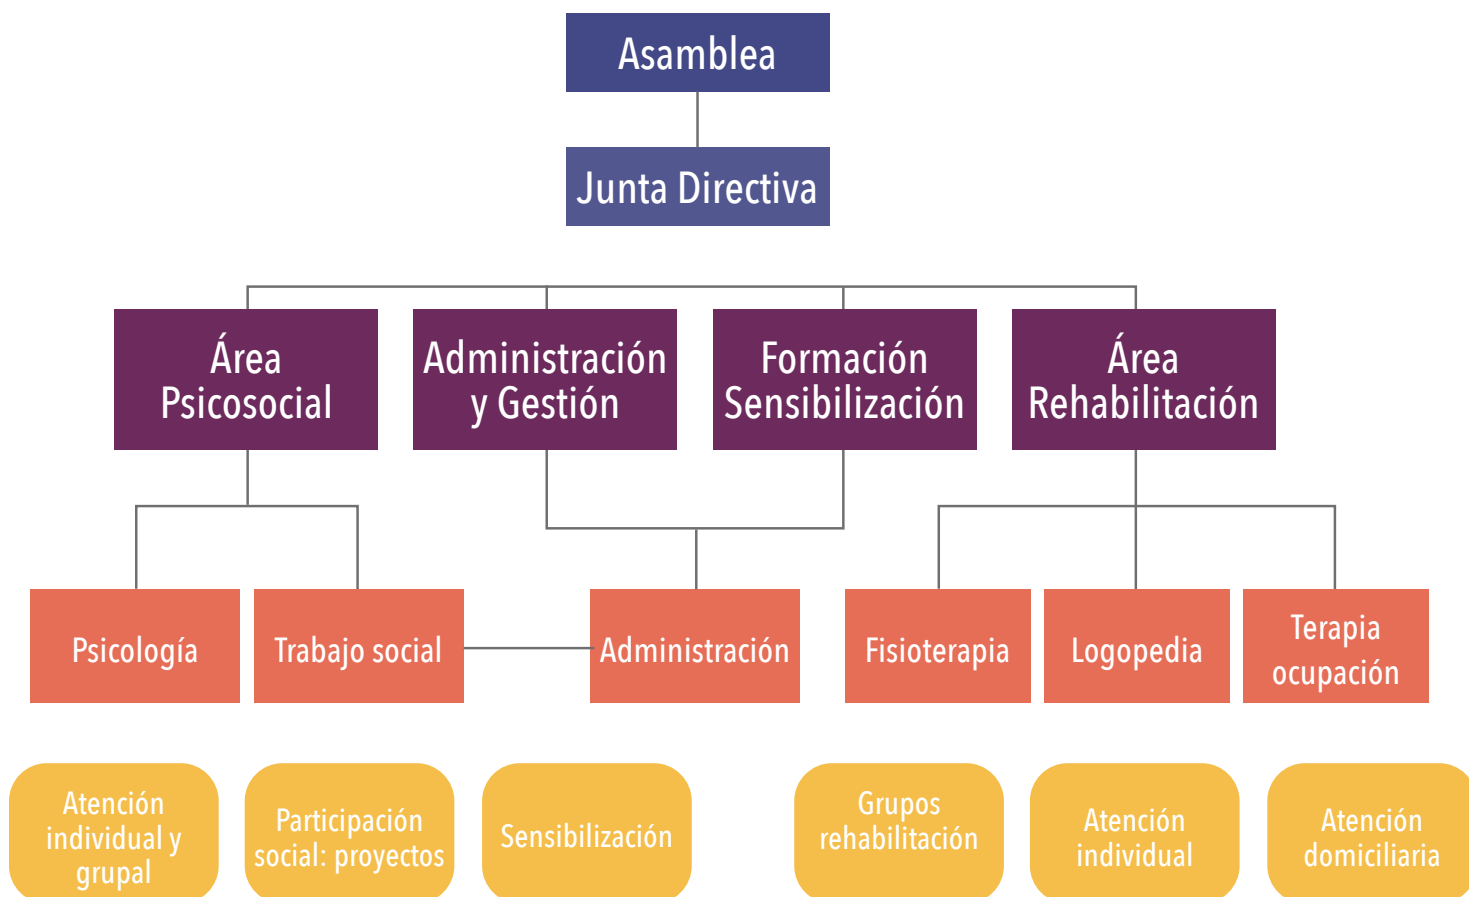 Asamblea
Junta Directiva
Área
Psicosocial
Administración
y Gestión
Formación
Sensibilización
Área
Rehabilitación
Psicología
Trabajo social
Administración
Fisioterapia
Logopedia
Terapia
ocupación
Atención
individual y
grupal
Participación
social: proyectos
Sensibilización
Grupos
rehabilitación
Atención
individual
Atención
domiciliaria